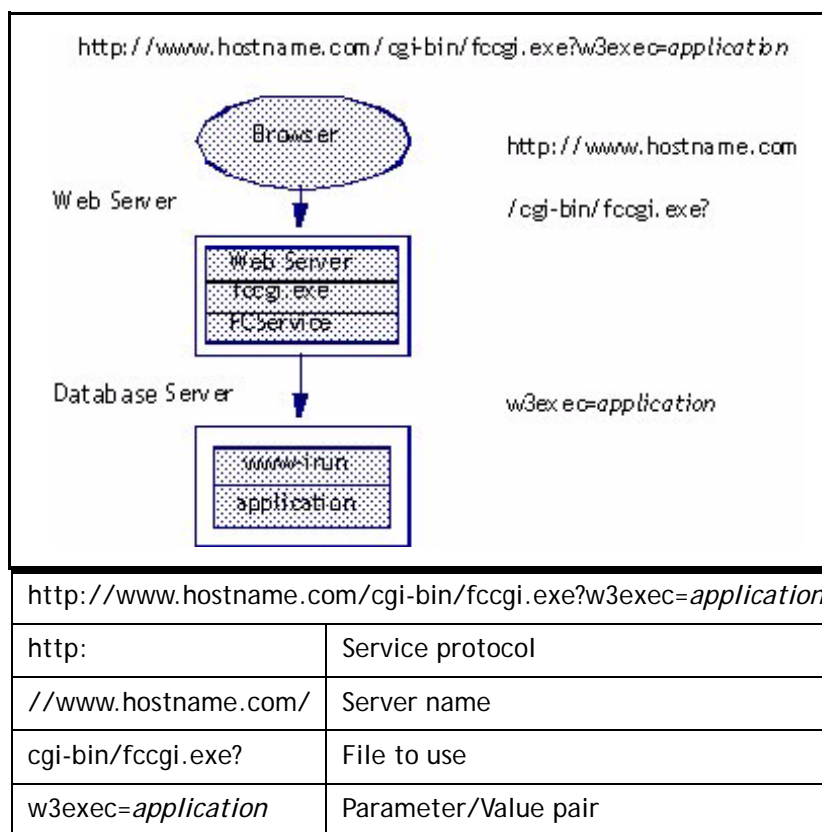 http://www.hostname.com/cgi-bin/fccgi.exe?w3exec=application
Browser
http://www.hostname.com
Web Server
/cgi-bin/fccgi.exe?
Web Server
fccgi.exe
FCService
Database Server
w3exec=application
www-irun
application
http://www.hostname.com/cgi-bin/fccgi.exe?w3exec=application
http: Service protocol
//www.hostname.com/ Server name
cgi-bin/fccgi.exe? File to use
w3exec=application Parameter/Value pair